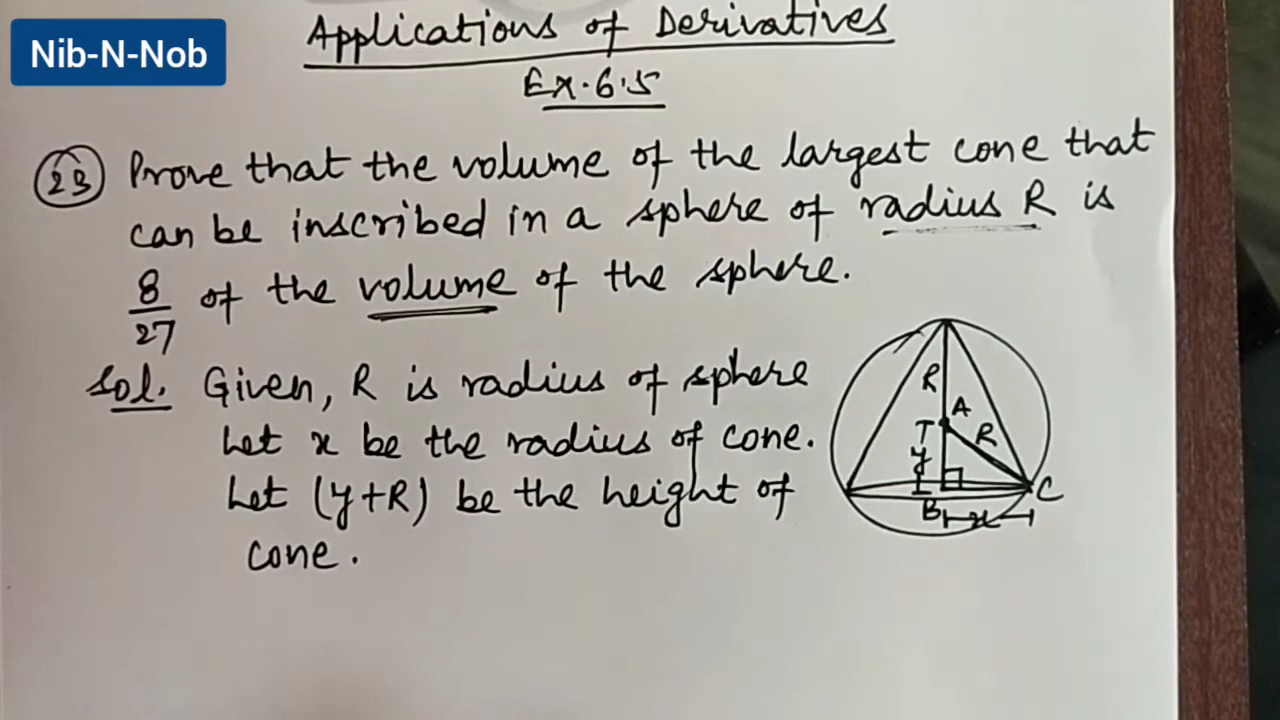 Nib-N-Nob
Applications of Derivatives
Ex. 6.5
23 Prove that the volume of the largest cone that
can be inscribed in a sphere of radius R is
8/27 of the volume of the sphere.
Sol. Given, R is radius of sphere
Let x be the radius of cone.
Let (y+R) be the height of
cone.
R
A
R
y
B
x
C